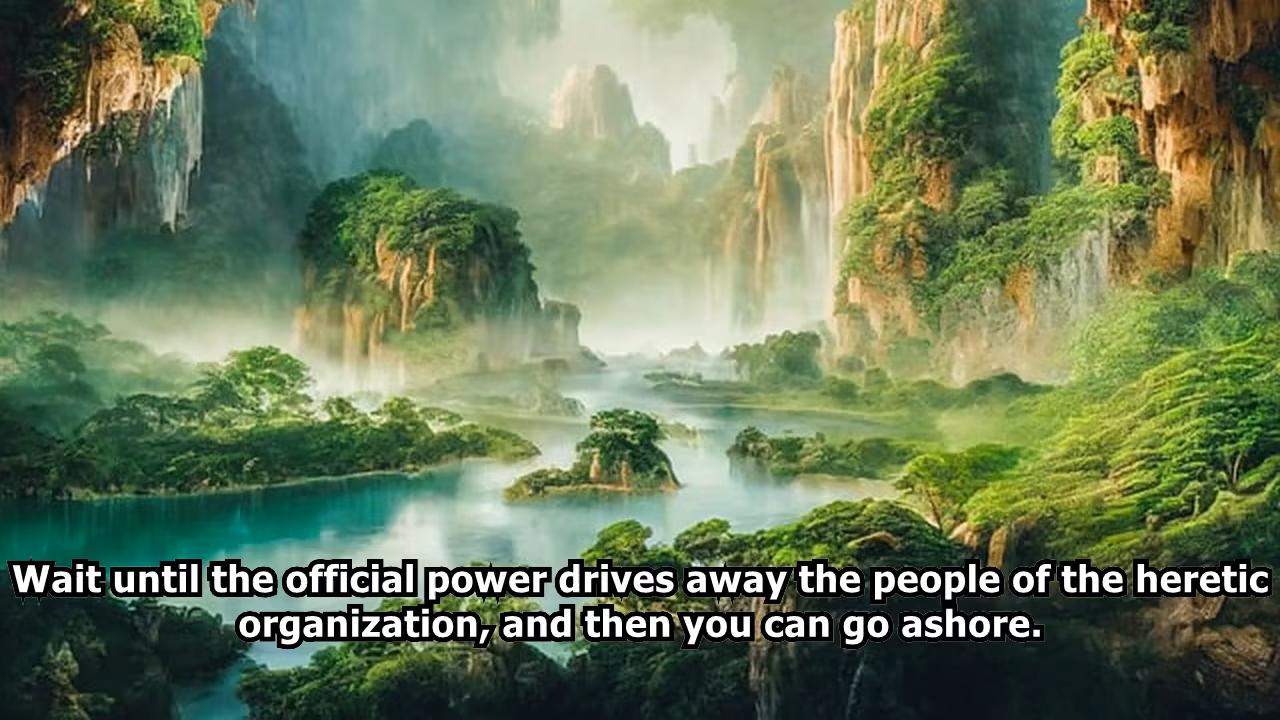 Wait until the official power drives away the people of the heretic
organization, and then you can go ashore.